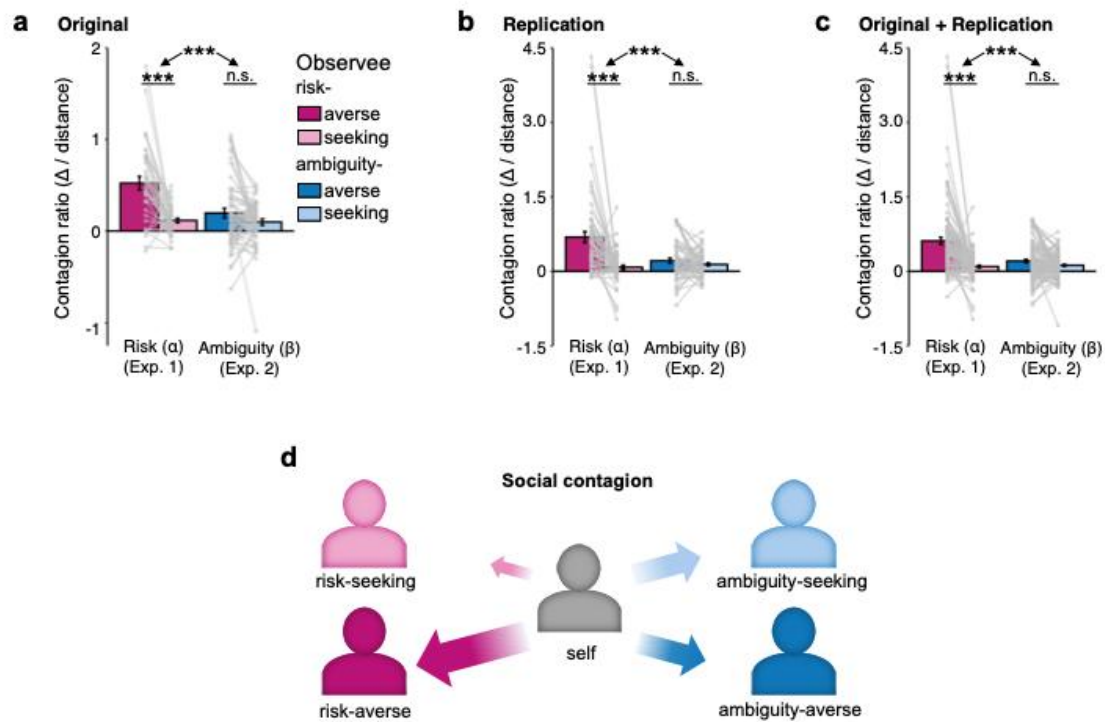 a Original
Contagion ratio (Δ / distance)
2
1
0
-1
***
***
n.s.
Risk (α)
(Exp. 1)
Ambiguity (β)
(Exp. 2)
Observee
risk-
averse
seeking
ambiguity-
averse
seeking
b Replication
Contagion ratio (Δ / distance)
4.5
3.0
1.5
0
-1.5
***
***
n.s.
Risk (α)
(Exp. 1)
Ambiguity (β)
(Exp. 2)
c Original + Replication
Contagion ratio (Δ / distance)
4.5
3.0
1.5
0
-1.5
***
***
n.s.
Risk (α)
(Exp. 1)
Ambiguity (β)
(Exp. 2)
d
Social contagion
risk-seeking
ambiguity-seeking
self
risk-averse
ambiguity-averse